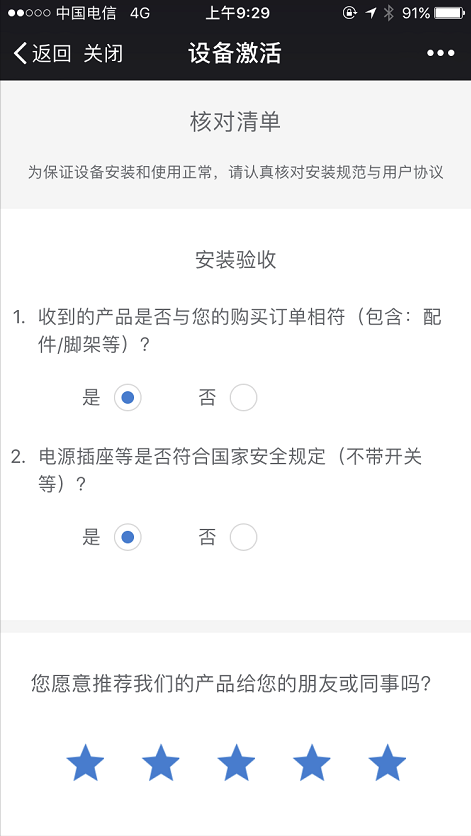 中国电信 4G 上午9:29 91%
返回 关闭 设备激活
核对清单
为保证设备安装和使用正常，请认真核对安装规范与用户协议
安装验收
1. 收到的产品是否与您的购买订单相符（包含：配
件/脚架等）?
是 否
2. 电源插座等是否符合国家安全规定（不带开关
等）?
是 否
您愿意推荐我们的产品给您的朋友或同事吗?